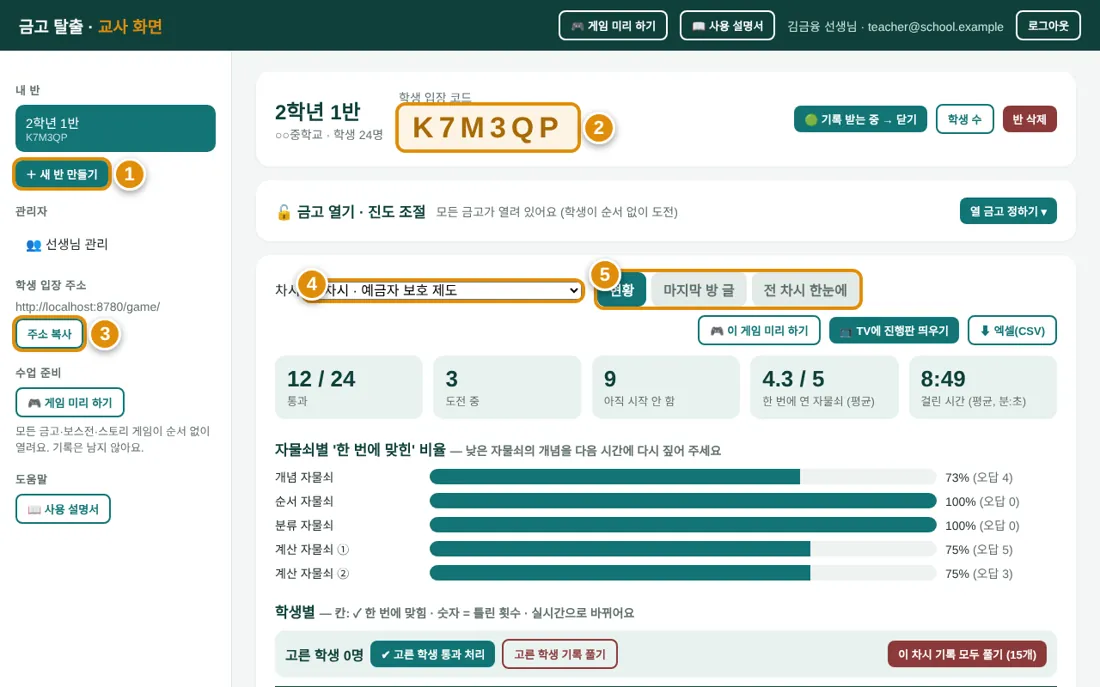 금고 탈출 · 교사 화면
🎮 게임 미리 하기
📖 사용 설명서
김금융 선생님 · teacher@school.example
로그아웃
내 반
2학년 1반
K7M3QP
+ 새 반 만들기
1
관리자
👥 선생님 관리
학생 입장 주소
http://localhost:8780/game/
주소 복사
3
수업 준비
🎮 게임 미리 하기
모든 금고·보스전·스토리 게임이 순서 없이
열려요. 기록은 남지 않아요.
도움말
📖 사용 설명서
2학년 1반
○○중학교 · 학생 24명
학생 입장 코드
K7M3QP
2
🟢 기록 받는 중 → 닫기
학생 수
반 삭제
🔓 금고 열기 · 진도 조절
모든 금고가 열려 있어요 (학생이 순서 없이 도전)
열 금고 정하기 ▾
차시
4
차시 · 예금자 보호 제도
5
현황
마지막 방 글
전 차시 한눈에
🎮 이 게임 미리 하기
📺 TV에 진행판 띄우기
⬇ 엑셀(CSV)
12 / 24
통과
3
도전 중
9
아직 시작 안 함
4.3 / 5
한 번에 연 자물쇠 (평균)
8:49
걸린 시간 (평균, 분:초)
자물쇠별 '한 번에 맞힌' 비율 — 낮은 자물쇠의 개념을 다음 시간에 다시 짚어 주세요
개념 자물쇠 73% (오답 4)
순서 자물쇠 100% (오답 0)
분류 자물쇠 100% (오답 0)
계산 자물쇠 ① 75% (오답 5)
계산 자물쇠 ② 75% (오답 3)
학생별 — 칸: ✓ 한 번에 맞힘 · 숫자 = 틀린 횟수 · 실시간으로 바뀌어요
고른 학생 0명
✔ 고른 학생 통과 처리
고른 학생 기록 풀기
이 차시 기록 모두 풀기 (15개)